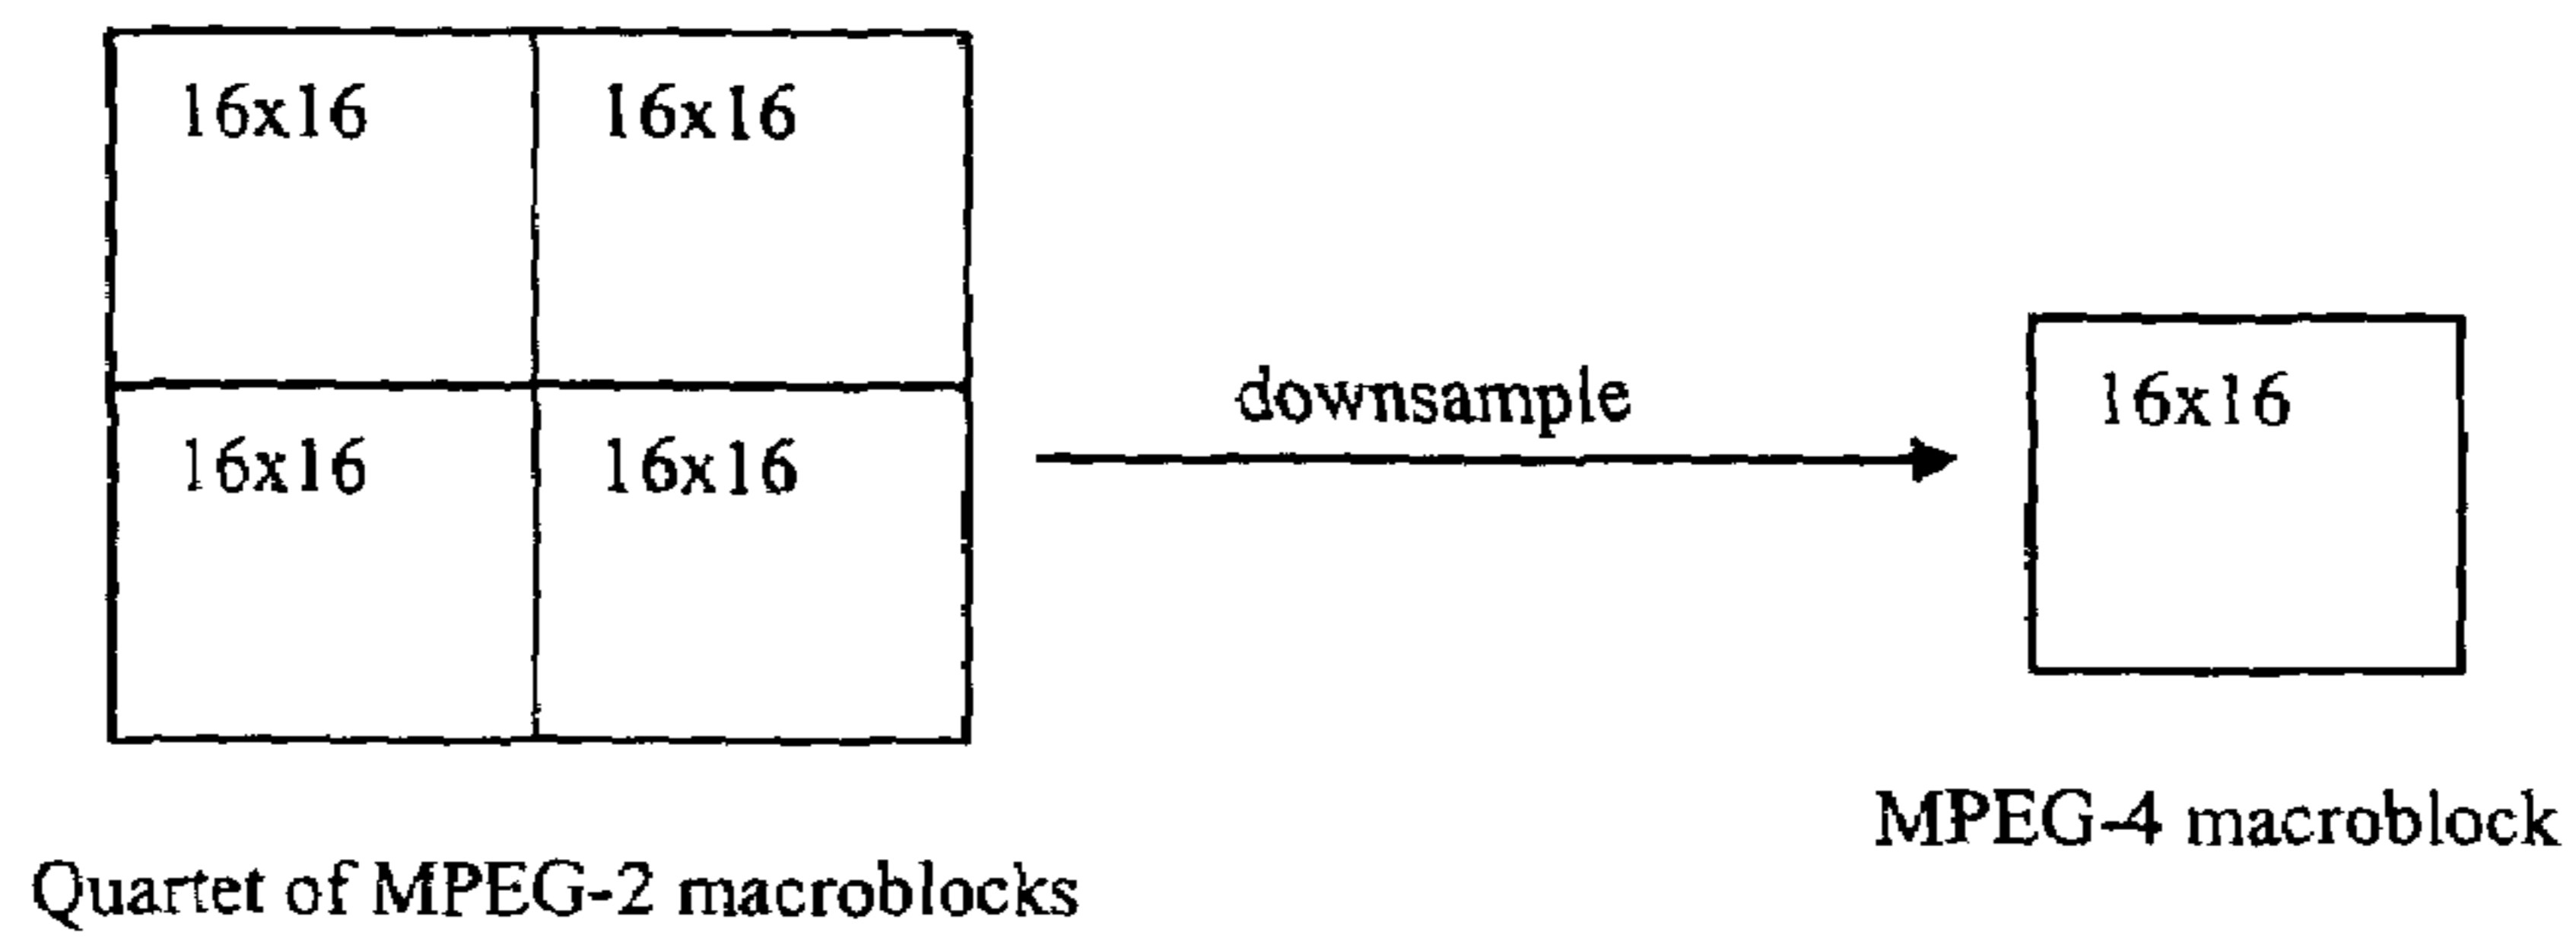 16x16 16x16
16x16 16x16
downsample
16x16
Quartet of MPEG-2 macroblocks
MPEG-4 macroblock